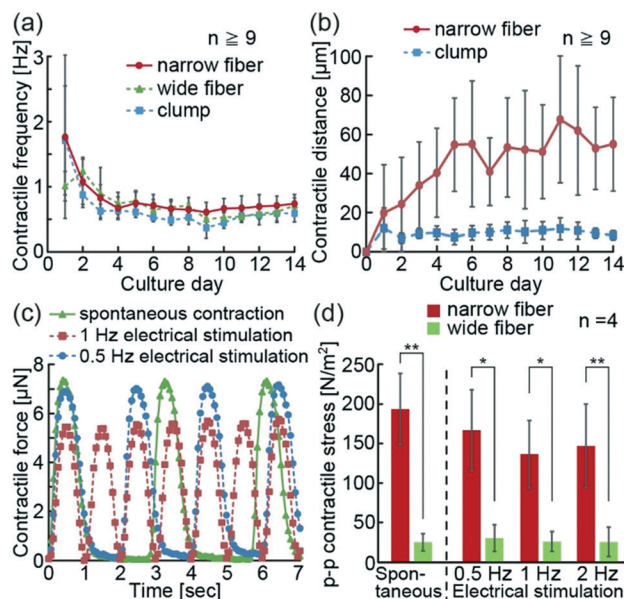 (a)
n ≧ 9
narrow fiber
wide fiber
clump
Contractile frequency [Hz]
3
2
1
0
0 2 4 6 8 10 12 14
Culture day
(b)
n ≧ 9
narrow fiber
clump
Contractile distance [μm]
100
80
60
40
20
0
0 2 4 6 8 10 12 14
Culture day
(c)
spontaneous contraction
1 Hz electrical stimulation
0.5 Hz electrical stimulation
Contractile force [μN]
8
6
4
2
0
0 1 2 3 4 5 6 7
Time [sec]
(d)
narrow fiber
wide fiber
n =4
p-p contractile stress [N/m²]
250
200
150
100
50
0
** * * **
Spon-
taneous
0.5 Hz 1 Hz 2 Hz
Electrical stimulation